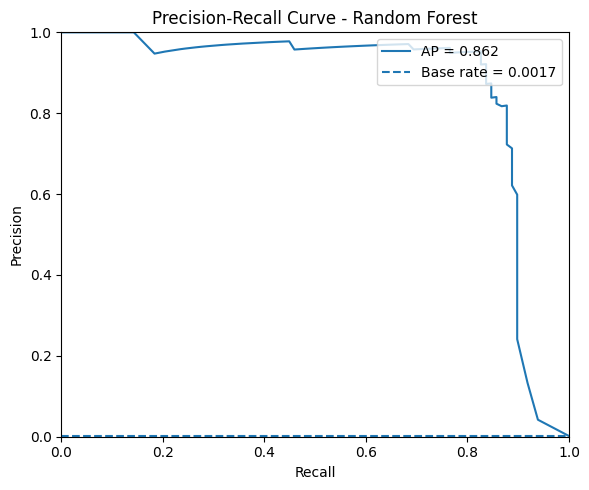 Precision-Recall Curve - Random Forest
1.0
0.8
0.6
0.4
0.2
0.0
Precision
AP = 0.862
Base rate = 0.0017
0.0 0.2 0.4 0.6 0.8 1.0
Recall